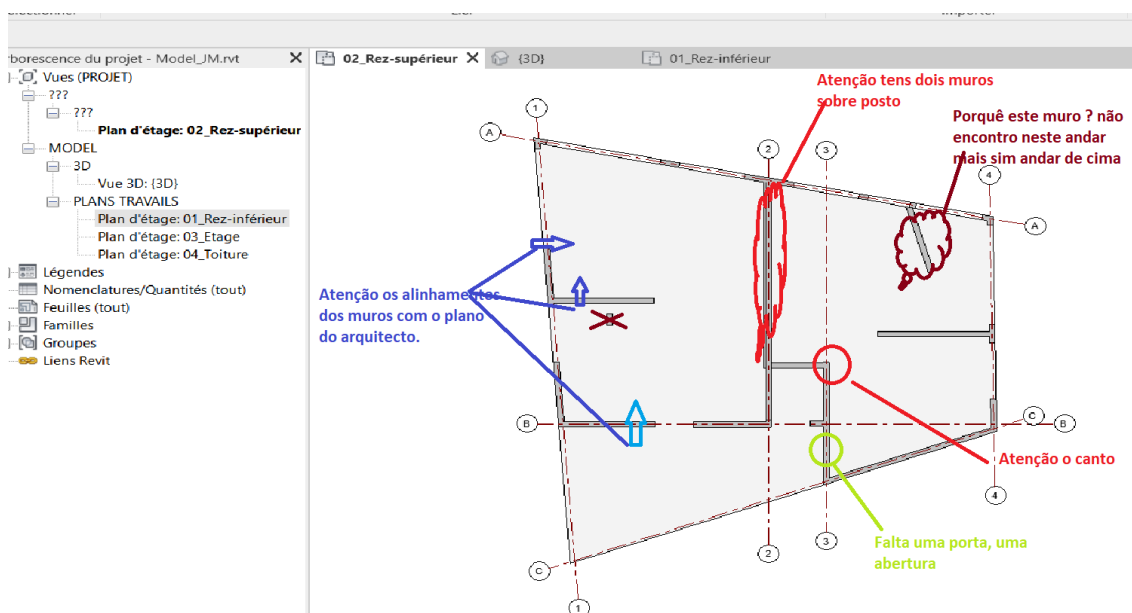 Importer
rborescence du projet - Model_JM.rvt
02_Rez-supérieur
{3D}
01_Rez-inférieur
Vues (PROJET)
???
???
Plan d'étage: 02_Rez-supérieur
MODEL
3D
Vue 3D: {3D}
PLANS TRAVAILS
Plan d'étage: 01_Rez-inférieur
Plan d'étage: 03_Etage
Plan d'étage: 04_Toiture
Légendes
Nomenclatures/Quantités (tout)
Feuilles (tout)
Familles
Groupes
Liens Revit
Atenção tens dois muros
sobre posto
Porquê este muro ? não
encontro neste andar
mais sim andar de cima
1
A
2
3
4
A
Atenção os alinhamentos
dos muros com o plano
do arquitecto.
B
C
B
Atenção o canto
4
Falta uma porta, uma
abertura
3
2
C
1